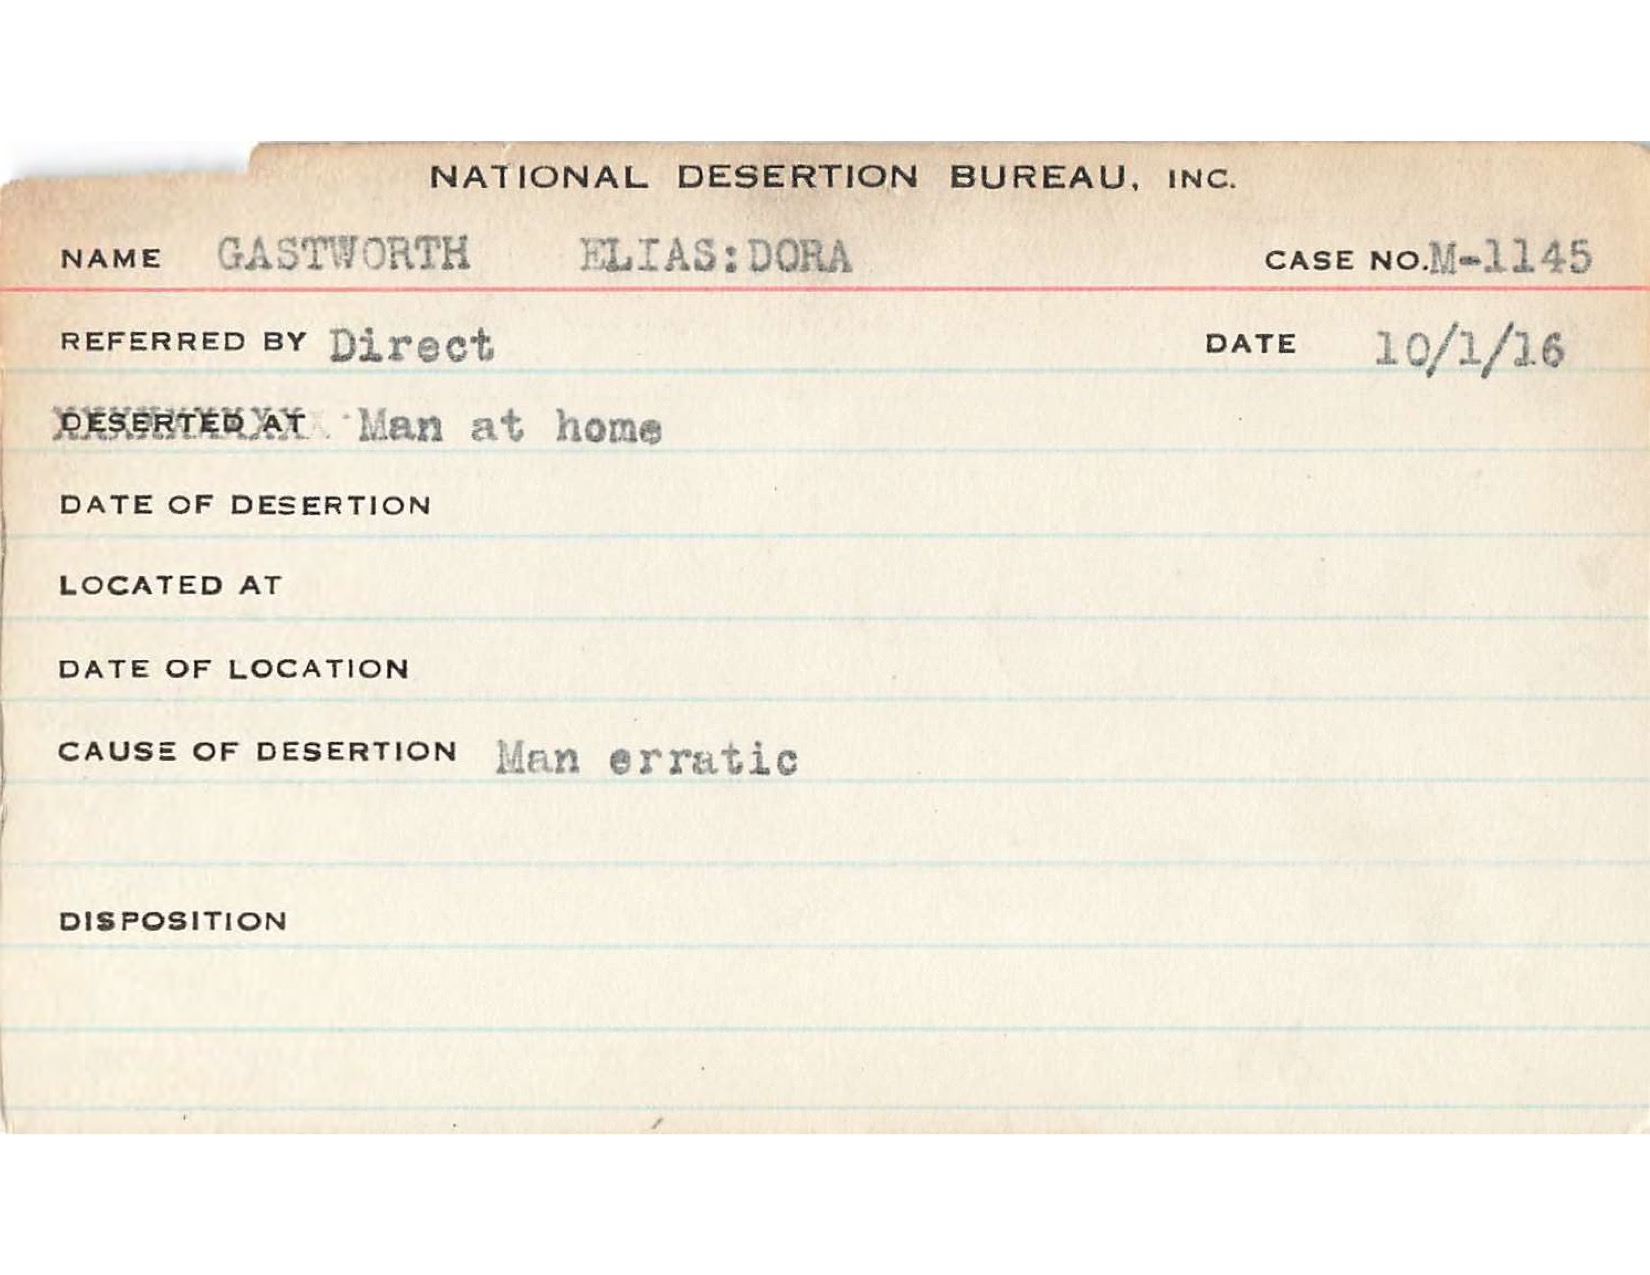 NATIONAL DESERTION BUREAU, INC.
NAME GASTWORTH ELIAS:DORA CASE NO. M-1145
REFERRED BY Direct DATE 10/1/16
DESERTED AT Man at home
DATE OF DESERTION
LOCATED AT
DATE OF LOCATION
CAUSE OF DESERTION Man erratic
DISPOSITION